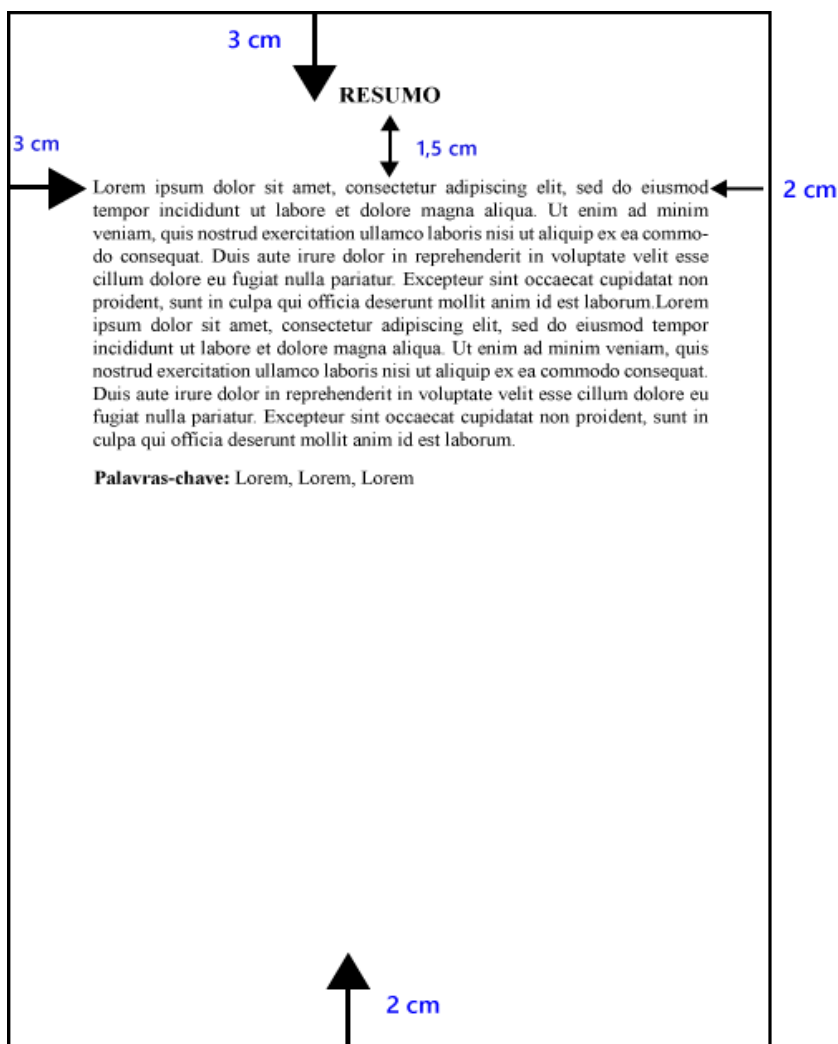 3 cm
RESUMO
3 cm
1,5 cm
Lorem ipsum dolor sit amet, consectetur adipiscing elit, sed do eiusmod
2 cm
tempor incididunt ut labore et dolore magna aliqua. Ut enim ad minim
veniam, quis nostrud exercitation ullamco laboris nisi ut aliquip ex ea commo-
do consequat. Duis aute irure dolor in reprehenderit in voluptate velit esse
cillum dolore eu fugiat nulla pariatur. Excepteur sint occaecat cupidatat non
proident, sunt in culpa qui officia deserunt mollit anim id est laborum.Lorem
ipsum dolor sit amet, consectetur adipiscing elit, sed do eiusmod tempor
incididunt ut labore et dolore magna aliqua. Ut enim ad minim veniam, quis
nostrud exercitation ullamco laboris nisi ut aliquip ex ea commodo consequat.
Duis aute irure dolor in reprehenderit in voluptate velit esse cillum dolore eu
fugiat nulla pariatur. Excepteur sint occaecat cupidatat non proident, sunt in
culpa qui officia deserunt mollit anim id est laborum.
Palavras-chave: Lorem, Lorem, Lorem
2 cm